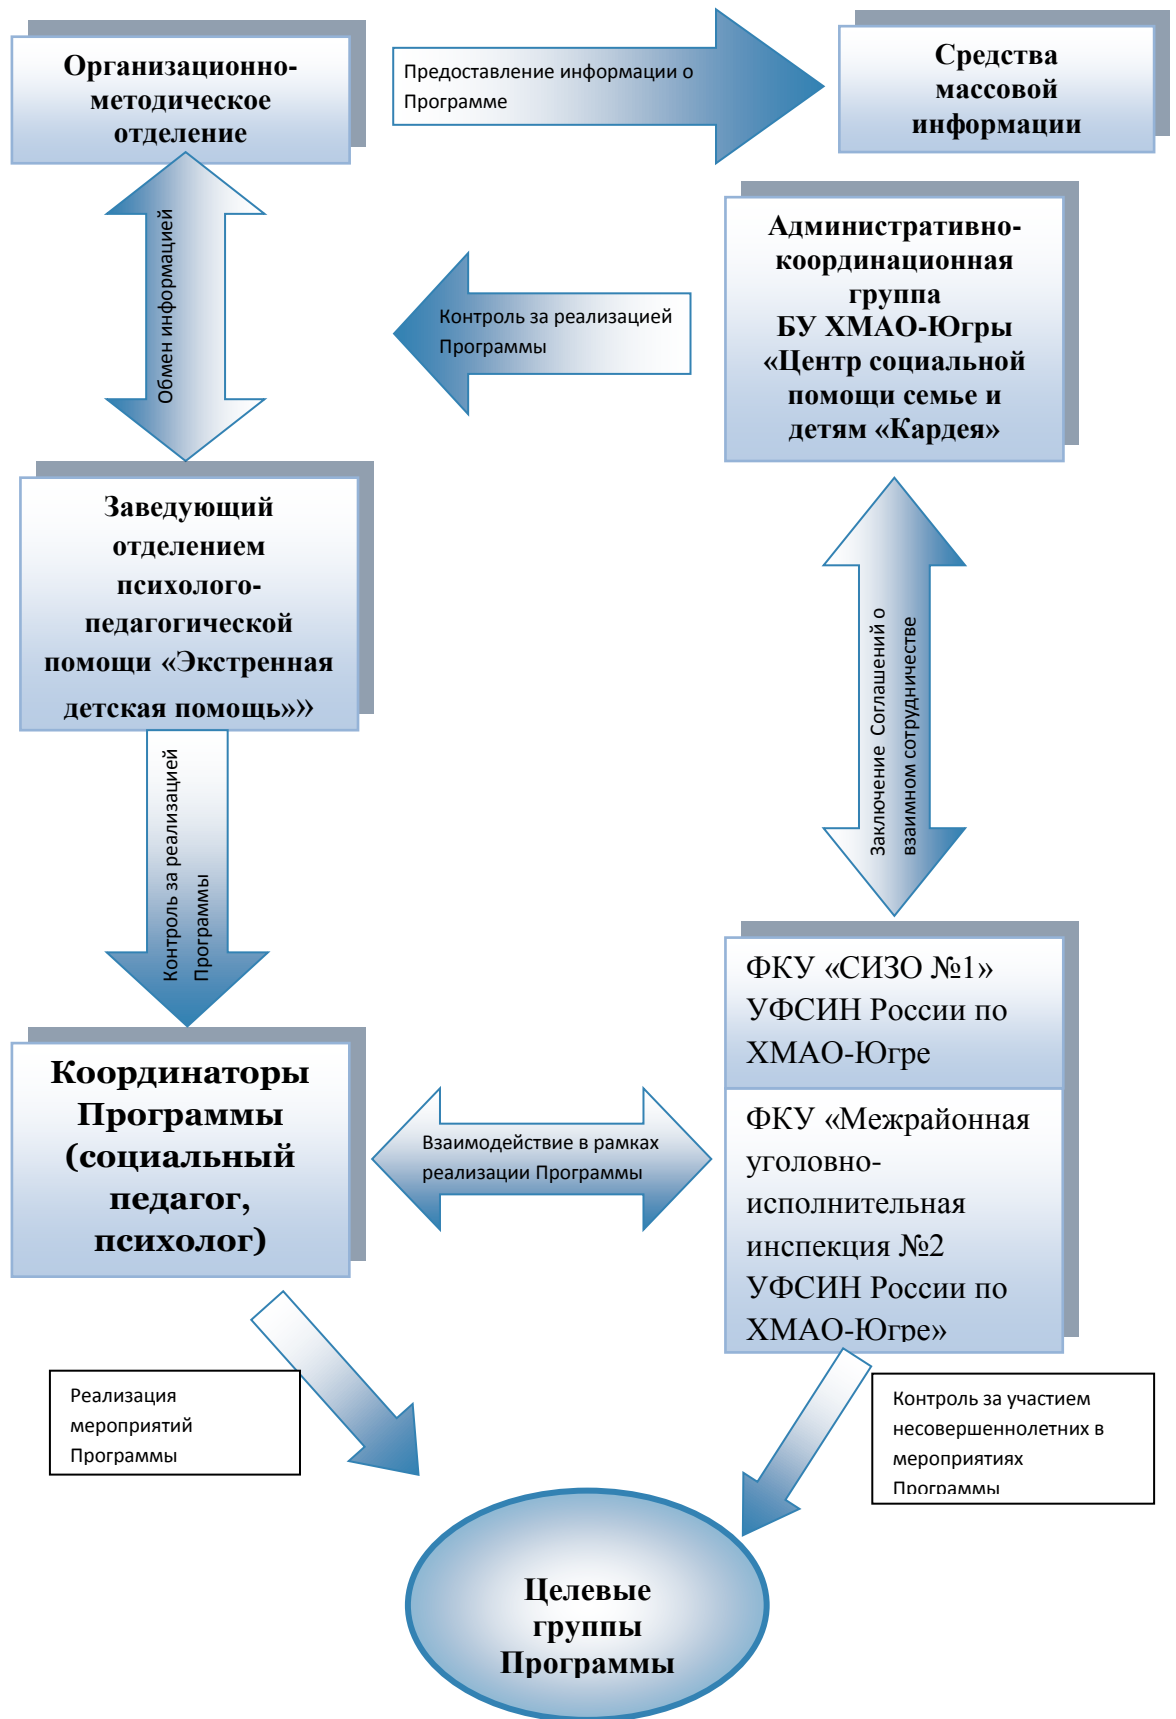 Организационно-
методическое
отделение
Предоставление информации о
Программе
Средства
массовой
информации
Обмен информацией
Контроль за реализацией
Программы
Административно-
координационная
группа
БУ ХМАО-Югры
«Центр социальной
помощи семье и
детям «Кардея»
Заведующий
отделением
психолого-
педагогической
помощи «Экстренная
детская помощь»»
Заключение Соглашений о
взаимном сотрудничестве
Контроль за реализацией
Программы
ФКУ «СИЗО №1»
УФСИН России по
ХМАО-Югре
Координаторы
Программы
(социальный
педагог,
психолог)
Взаимодействие в рамках
реализации Программы
ФКУ «Межрайонная
уголовно-
исполнительная
инспекция №2
УФСИН России по
ХМАО-Югре»
Реализация
мероприятий
Программы
Контроль за участием
несовершеннолетних в
мероприятиях
Программы
Целевые
группы
Программы